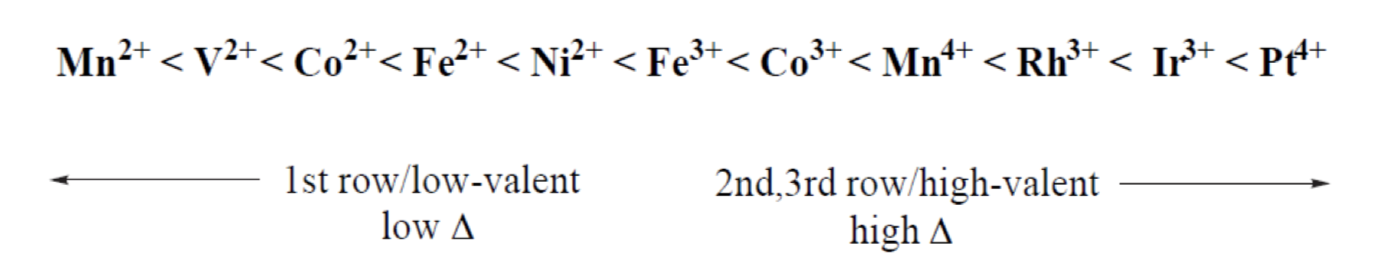 Mn²⁺ < V²⁺ < Co²⁺ < Fe²⁺ < Ni²⁺ < Fe³⁺ < Co³⁺ < Mn⁴⁺ < Rh³⁺ < Ir³⁺ < Pt⁴⁺
1st row/low-valent
low Δ
2nd,3rd row/high-valent
high Δ